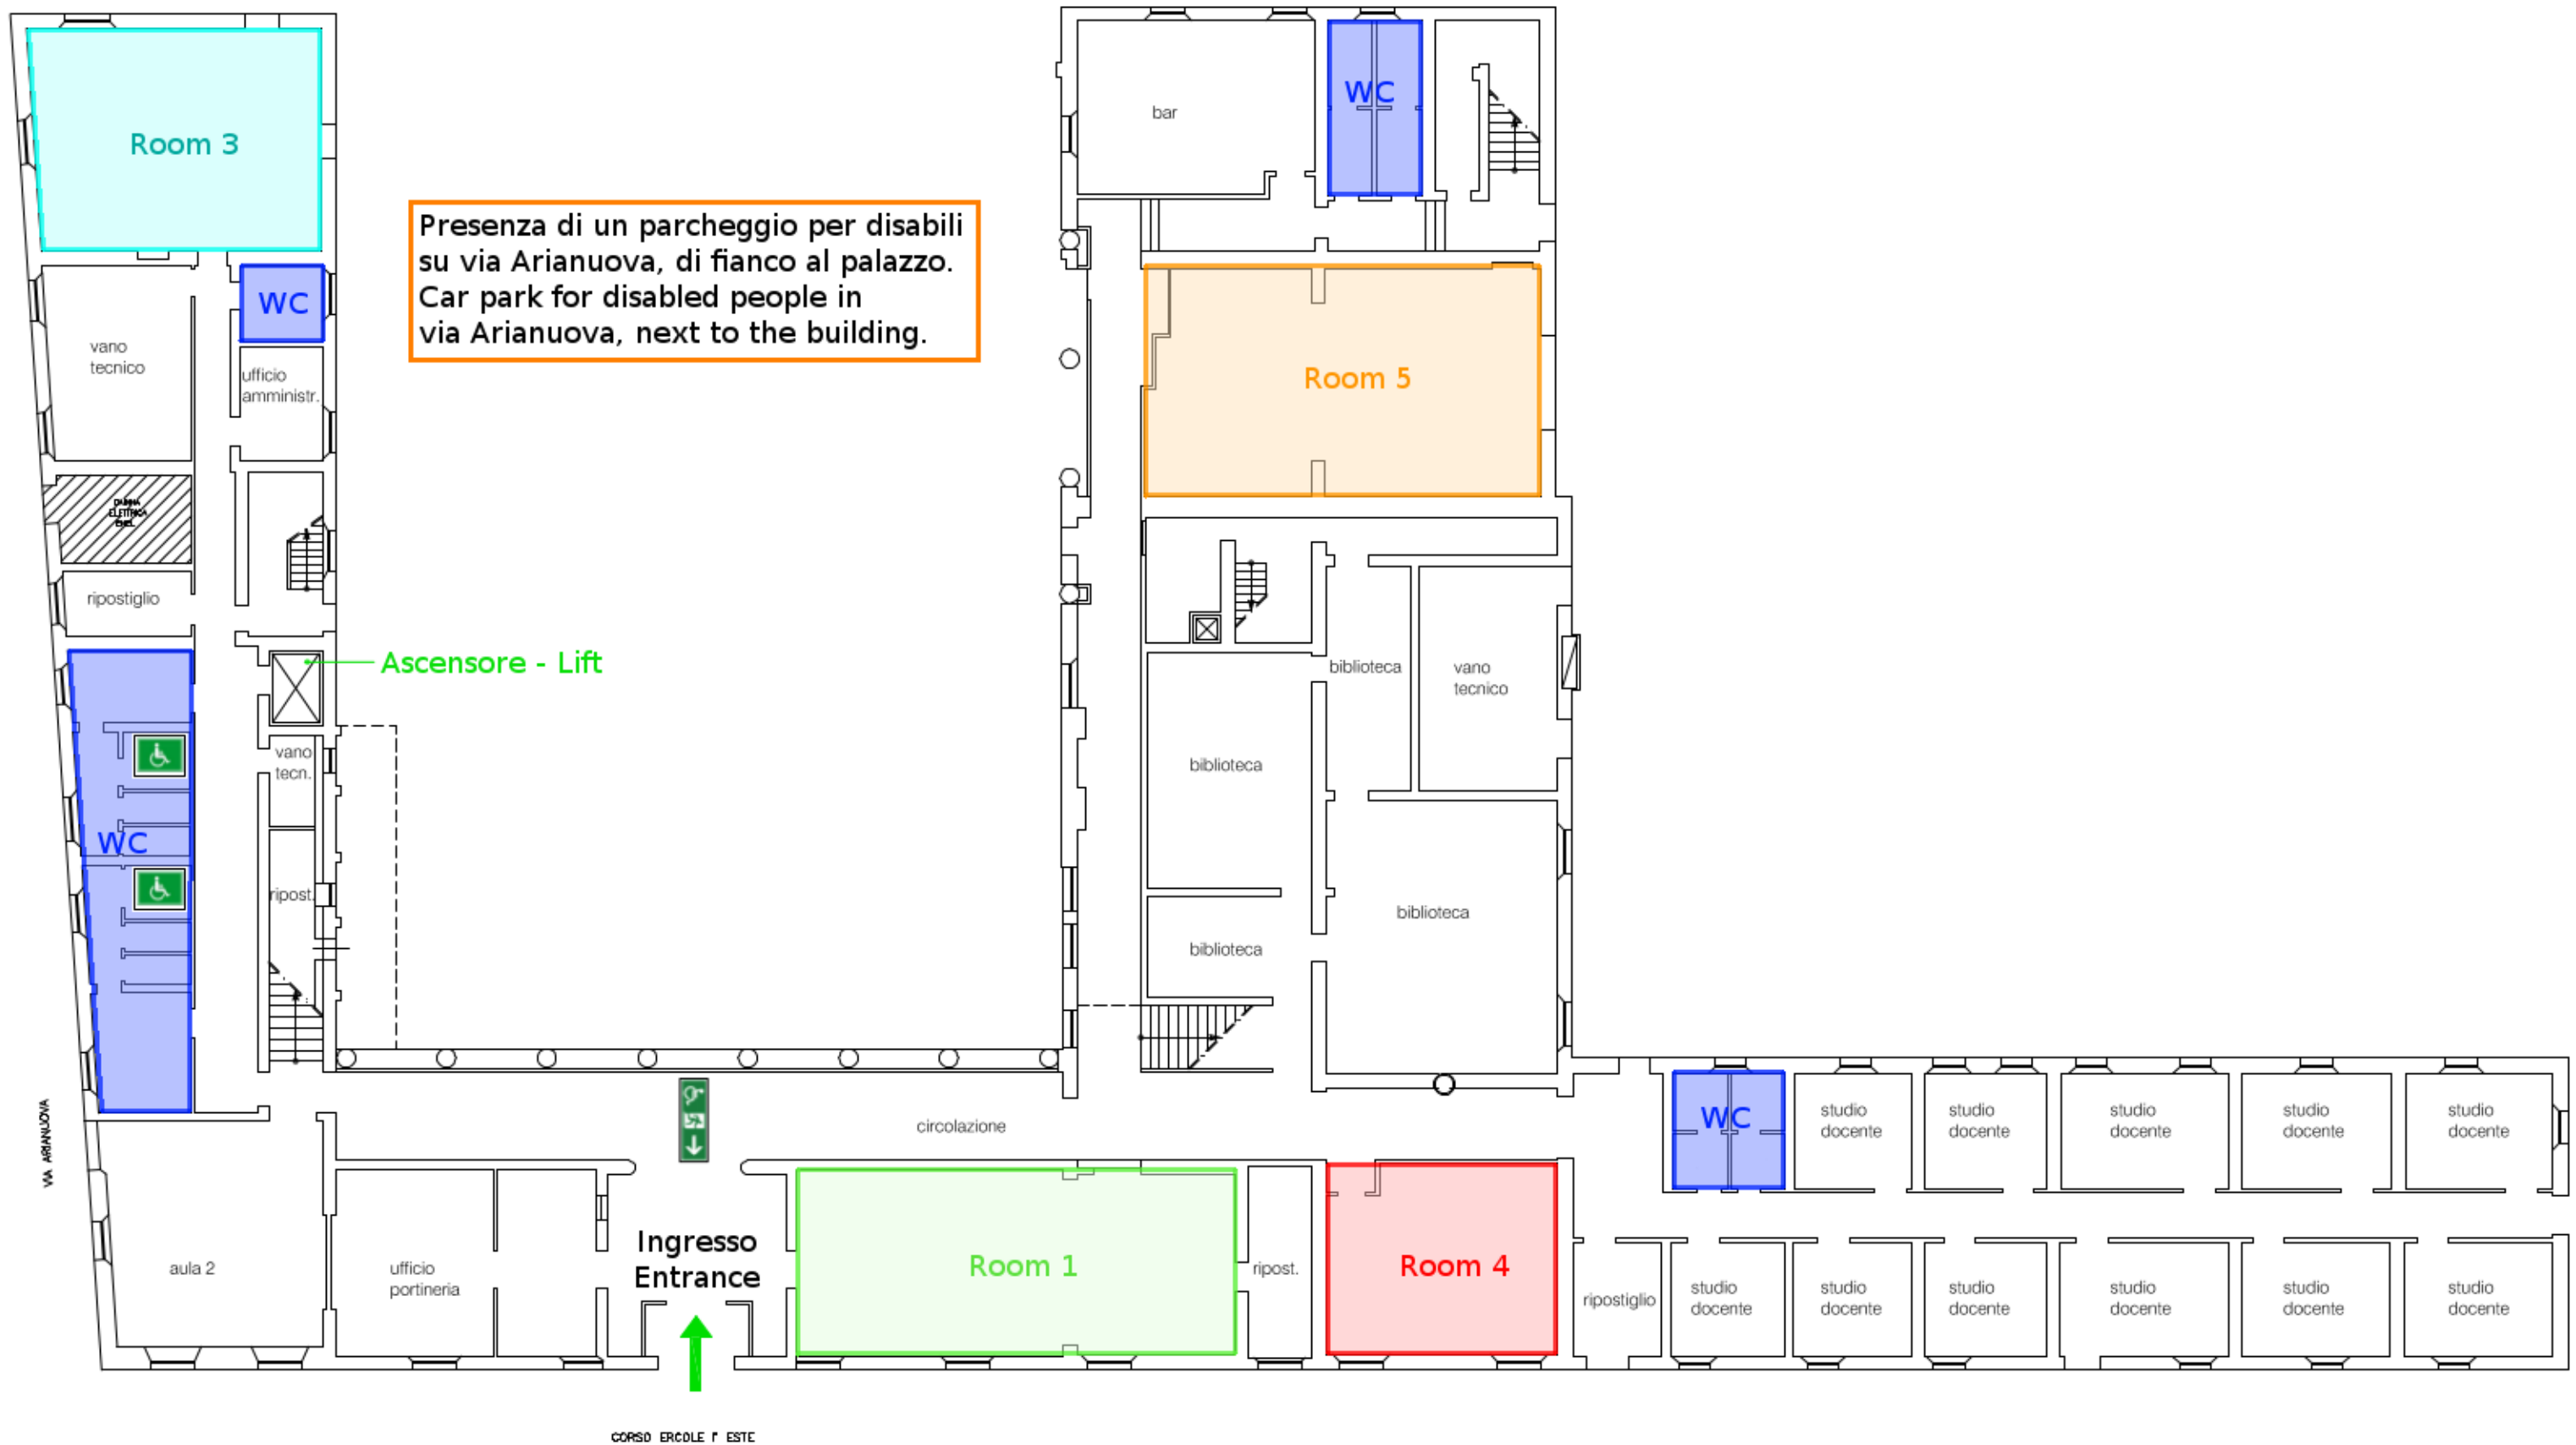 Room 3
WC
bar
Presenza di un parcheggio per disabili
su via Arianuova, di fianco al palazzo.
Car park for disabled people in
via Arianuova, next to the building.
WC
vano
tecnico
ufficio
amministr.
Room 5
CABINA
ELETTRICA
ENEL
ripostiglio
Ascensore - Lift
biblioteca
vano
tecnico
vano
tecn.
biblioteca
WC
ripost.
biblioteca
biblioteca
VIA ARIANUOVA
circolazione
WC
studio
docente
studio
docente
studio
docente
studio
docente
studio
docente
aula 2
ufficio
portineria
Ingresso
Entrance
Room 1
ripost.
Room 4
ripostiglio
studio
docente
studio
docente
studio
docente
studio
docente
studio
docente
studio
docente
CORSO ERCOLE I° ESTE